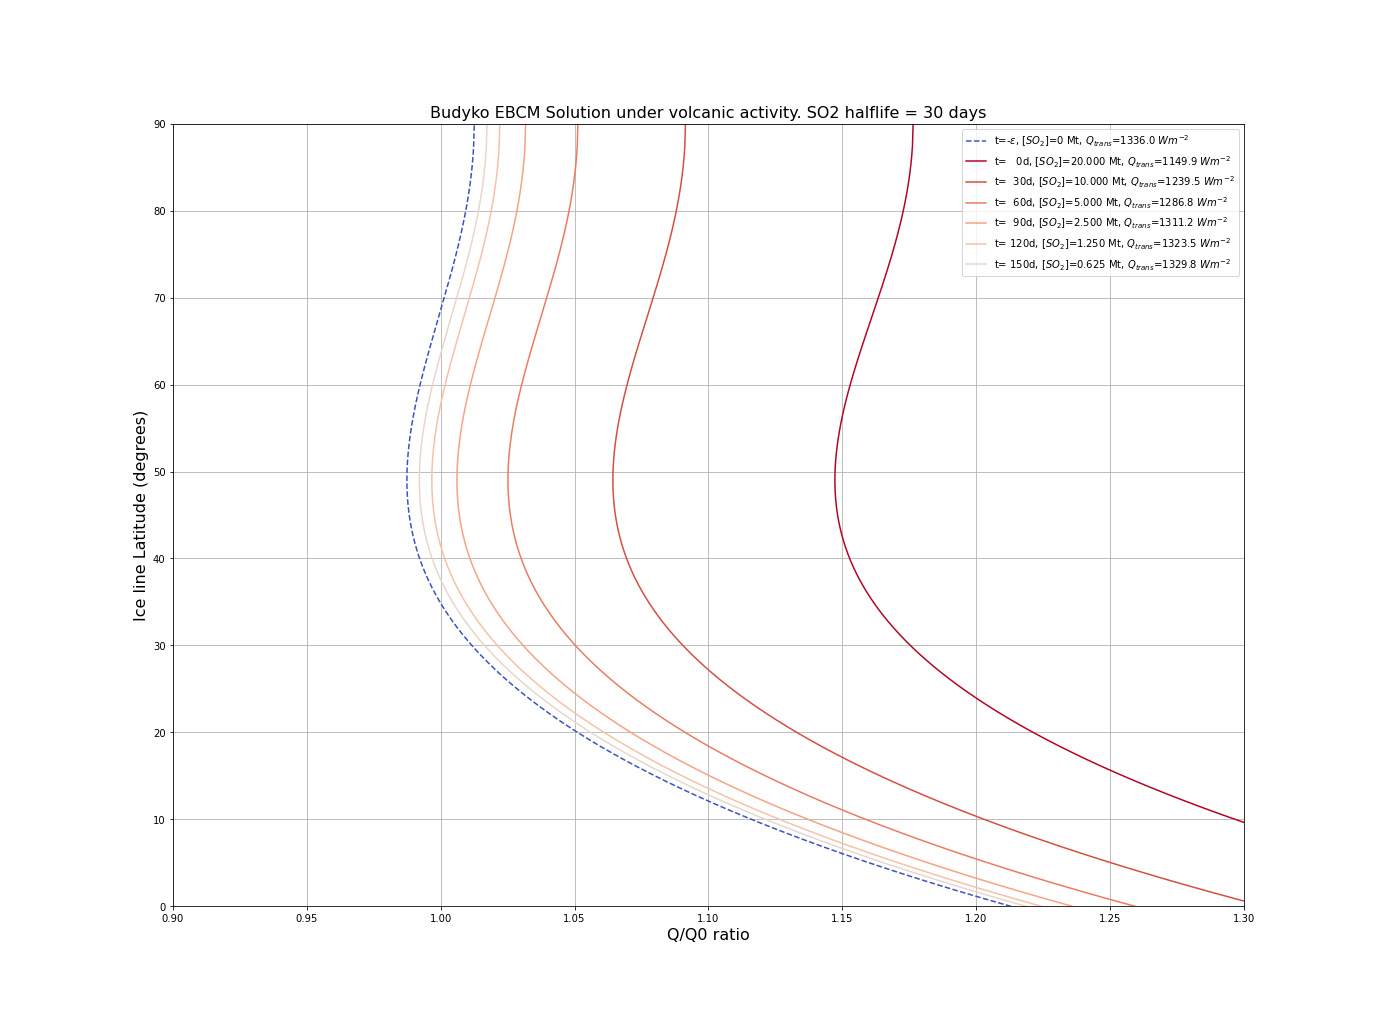 Budyko EBCM Solution under volcanic activity. SO2 halflife = 30 days
t=-ε, [SO₂]=0 Mt, Qtrans=1336.0 Wm⁻²
t=   0d, [SO₂]=20.000 Mt, Qtrans=1149.9 Wm⁻²
t=  30d, [SO₂]=10.000 Mt, Qtrans=1239.5 Wm⁻²
t=  60d, [SO₂]=5.000 Mt, Qtrans=1286.8 Wm⁻²
t=  90d, [SO₂]=2.500 Mt, Qtrans=1311.2 Wm⁻²
t= 120d, [SO₂]=1.250 Mt, Qtrans=1323.5 Wm⁻²
t= 150d, [SO₂]=0.625 Mt, Qtrans=1329.8 Wm⁻²
Ice line Latitude (degrees)
90
80
70
60
50
40
30
20
10
0
0.90 0.95 1.00 1.05 1.10 1.15 1.20 1.25 1.30
Q/Q0 ratio